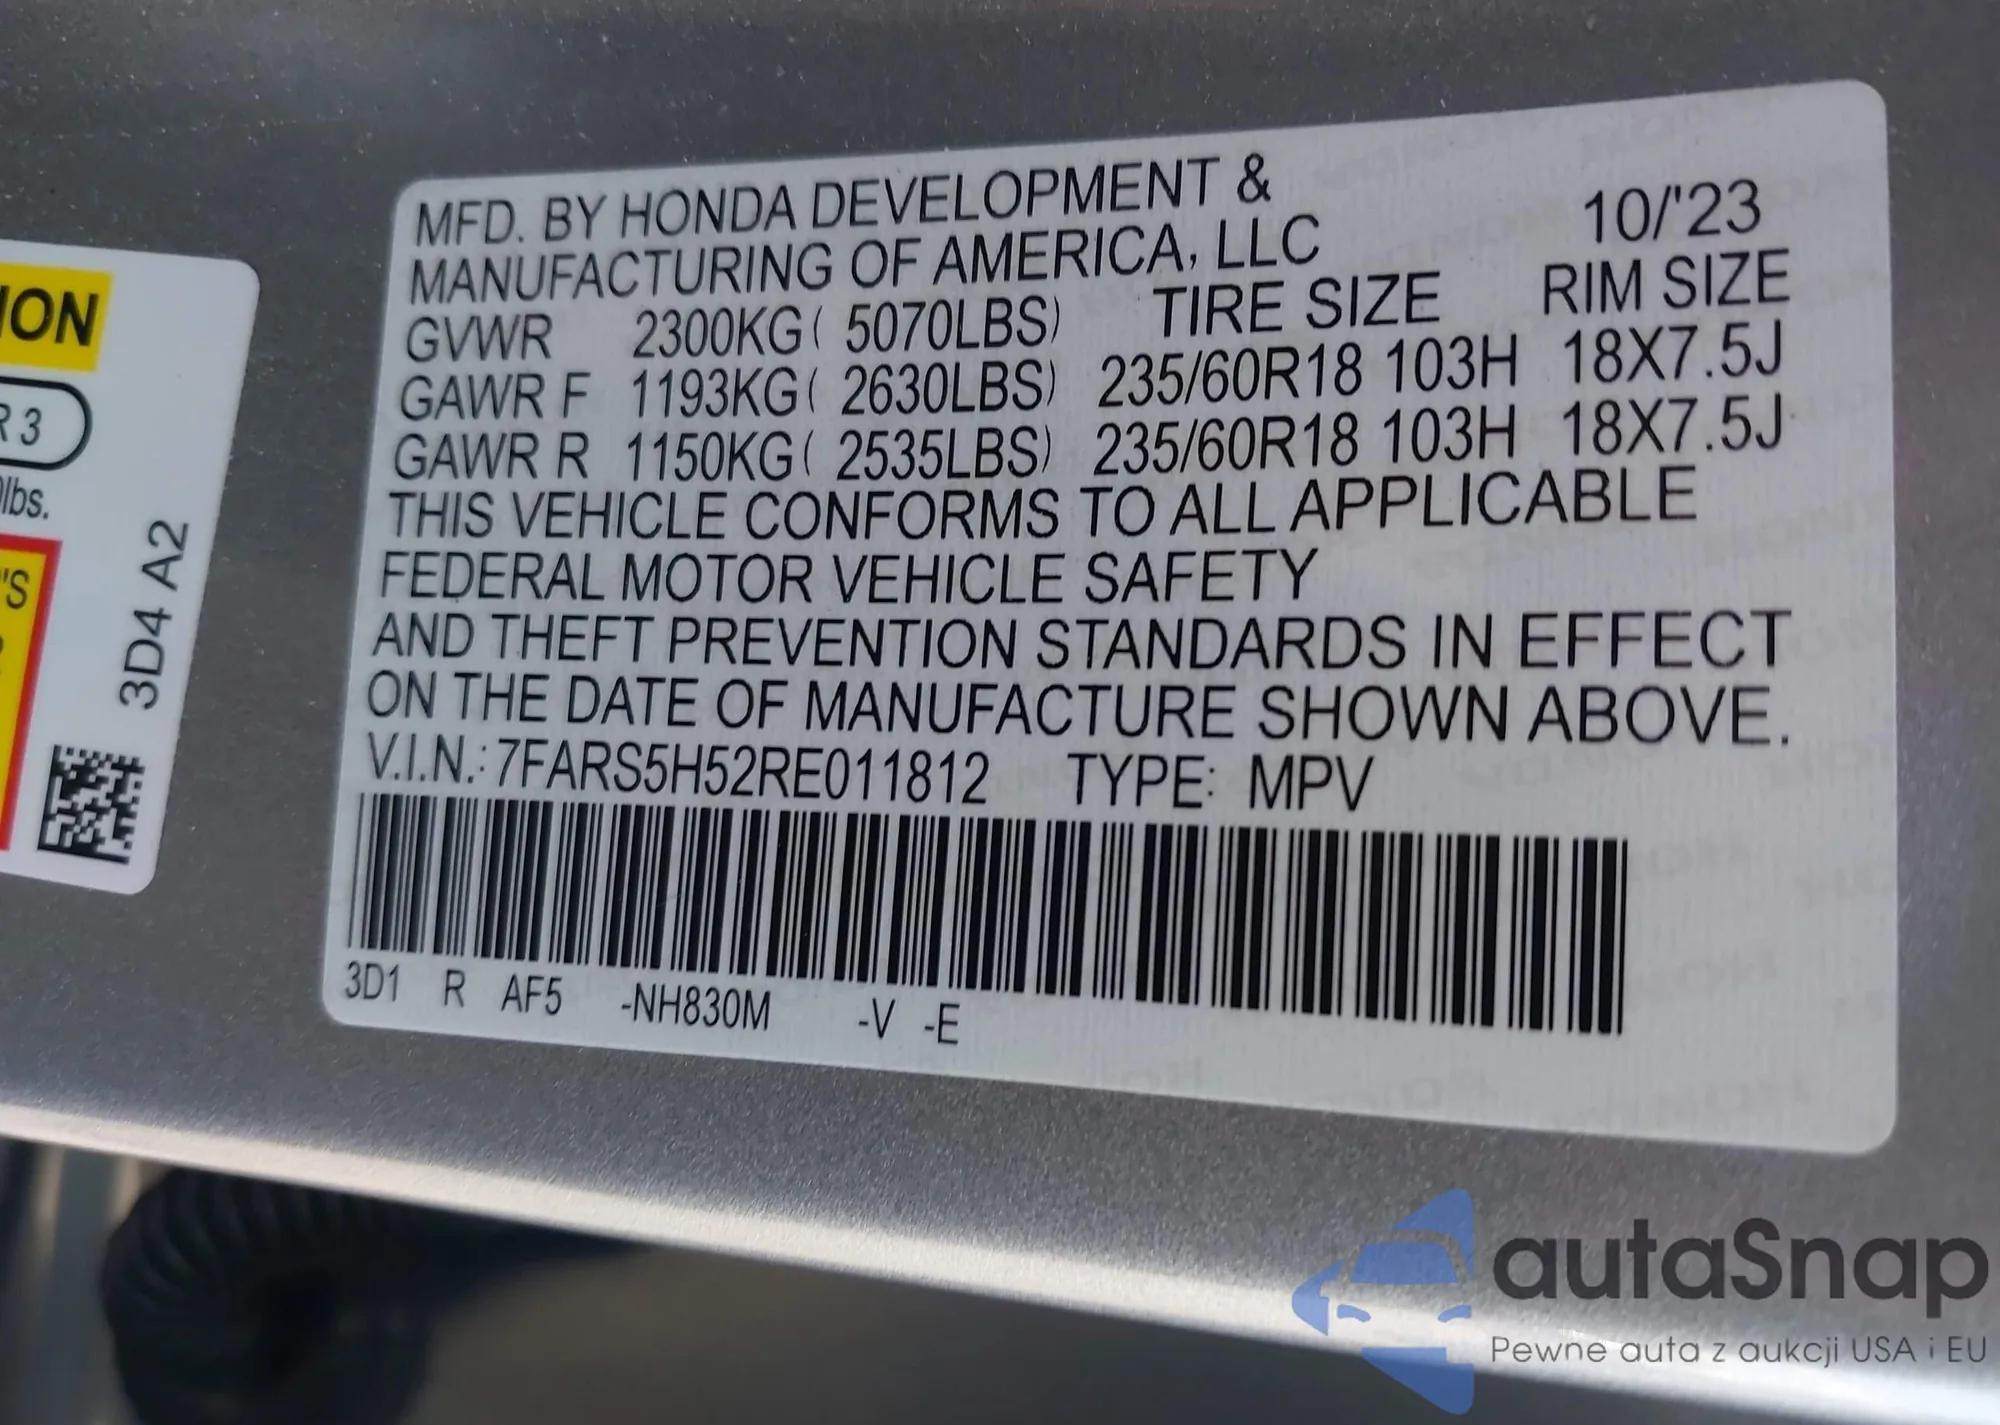 ION
R 3
lbs.
'S
3D4 A2
MFD. BY HONDA DEVELOPMENT &
MANUFACTURING OF AMERICA, LLC 10/'23
GVWR 2300KG( 5070LBS) TIRE SIZE RIM SIZE
GAWR F 1193KG( 2630LBS) 235/60R18 103H 18X7.5J
GAWR R 1150KG( 2535LBS) 235/60R18 103H 18X7.5J
THIS VEHICLE CONFORMS TO ALL APPLICABLE
FEDERAL MOTOR VEHICLE SAFETY
AND THEFT PREVENTION STANDARDS IN EFFECT
ON THE DATE OF MANUFACTURE SHOWN ABOVE.
V.I.N.: 7FARS5H52RE011812 TYPE: MPV
3D1 R AF5 -NH830M -V -E
autaSnap
Pewne auta z aukcji USA i EU